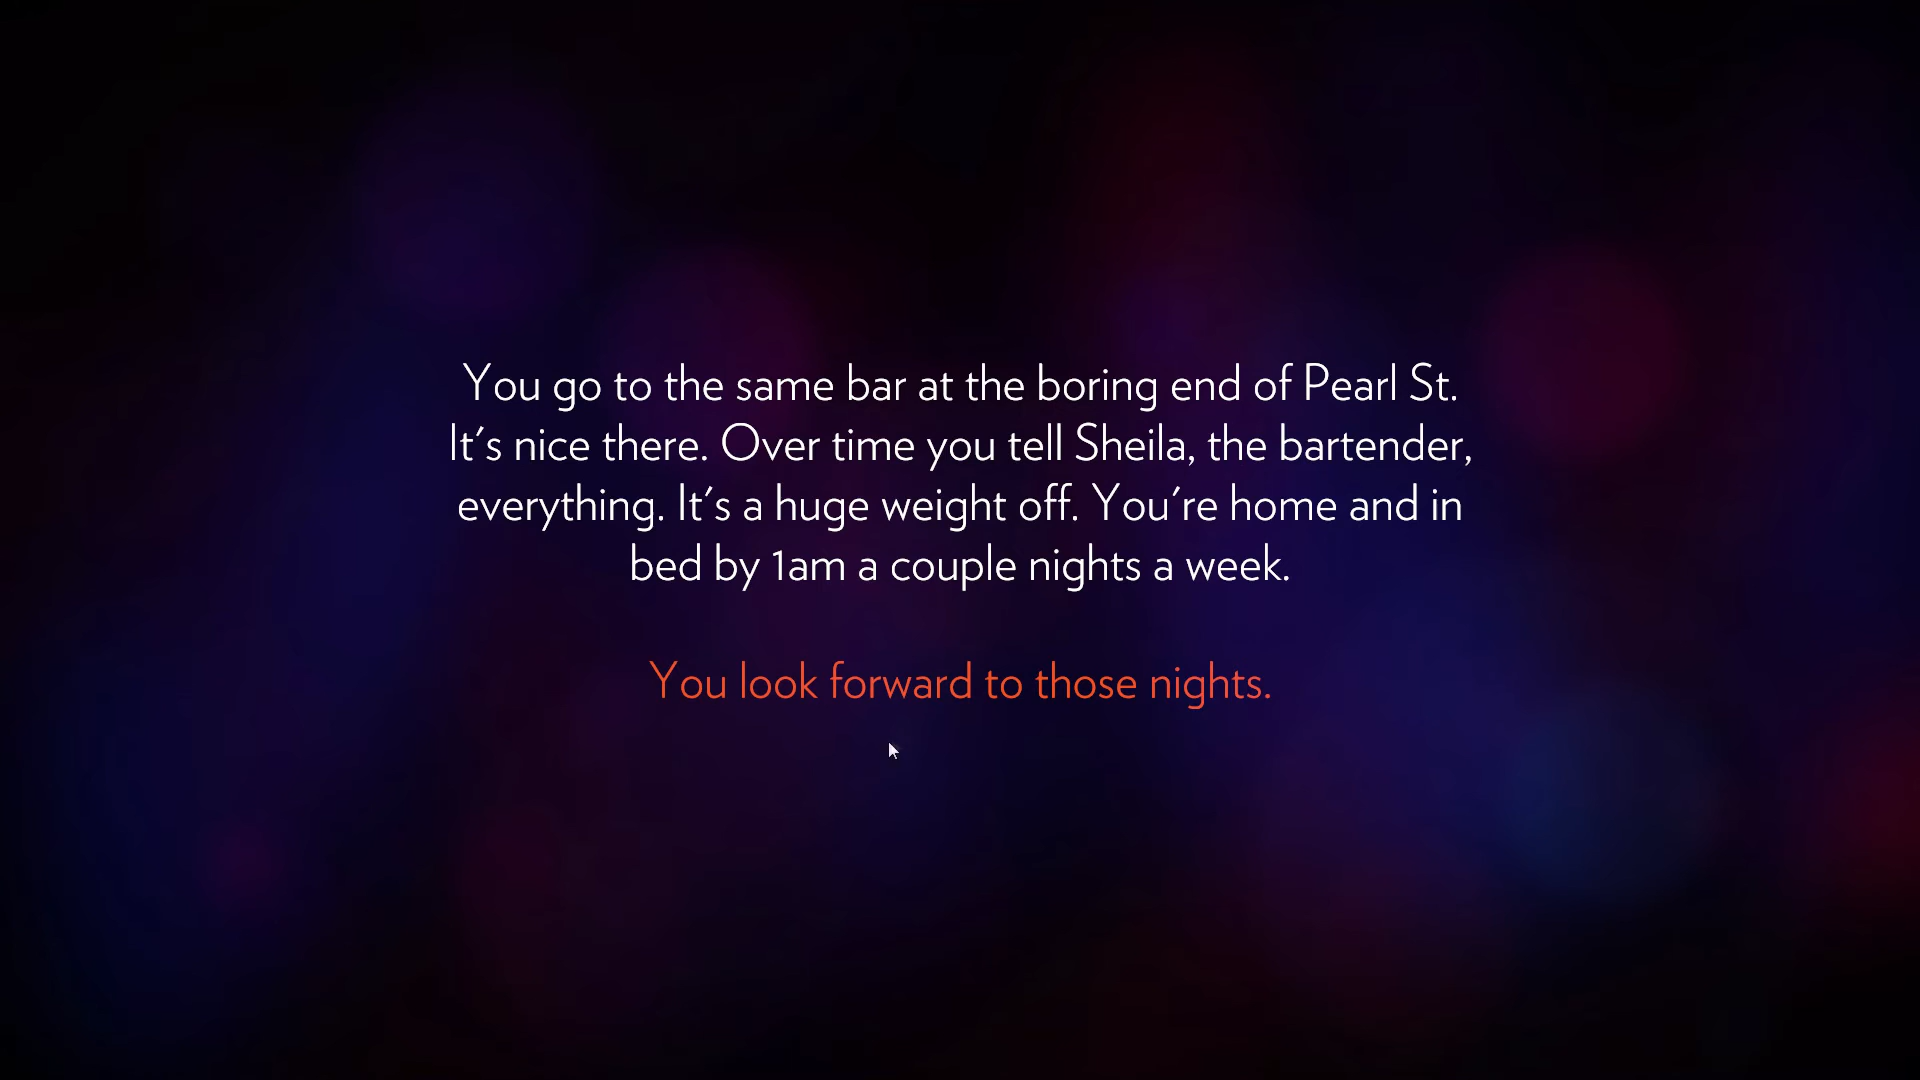 You go to the same bar at the boring end of Pearl St.
It's nice there. Over time you tell Sheila, the bartender,
everything. It's a huge weight off. You're home and in
bed by 1am a couple nights a week.
You look forward to those nights.